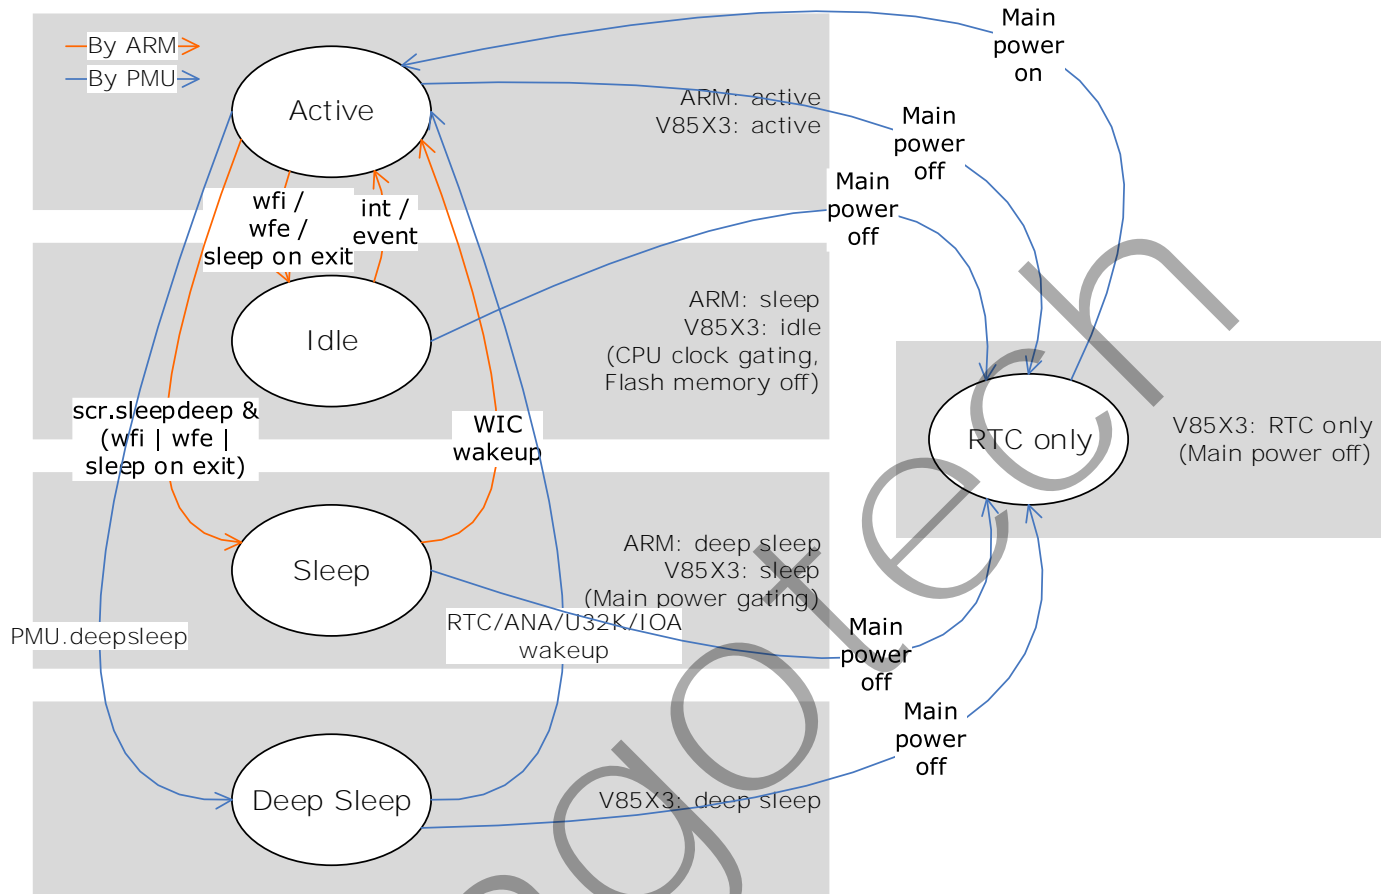 By ARM
By PMU
Active
ARM: active
V85X3: active
Main
power
on
Main
power
off
Main
power
off
wfi /
wfe /
sleep on exit
int /
event
Idle
ARM: sleep
V85X3: idle
(CPU clock gating,
Flash memory off)
scr.sleepdeep &
(wfi | wfe |
sleep on exit)
WIC
wakeup
RTC only
V85X3: RTC only
(Main power off)
Sleep
ARM: deep sleep
V85X3: sleep
(Main power gating)
PMU.deepsleep
RTC/ANA/U32K/IOA
wakeup
Main
power
off
Main
power
off
Deep Sleep
V85X3: deep sleep